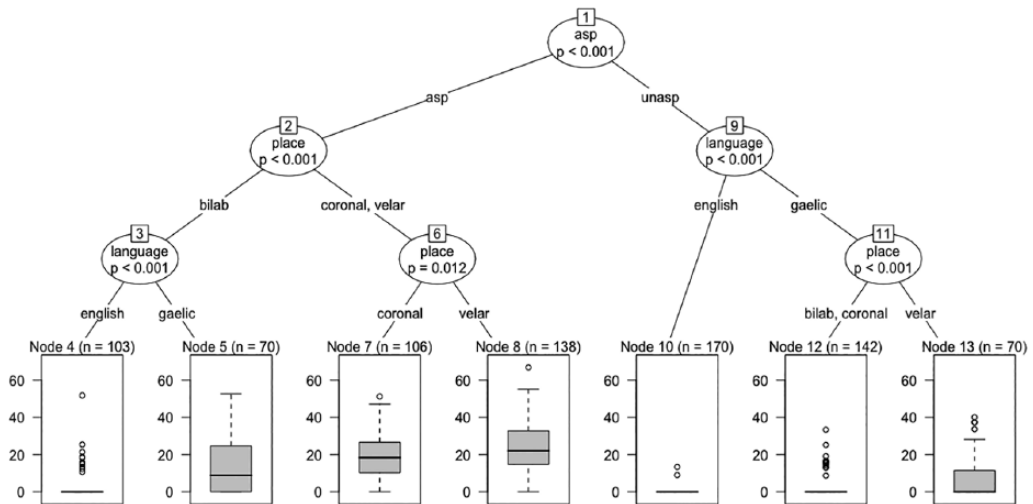 1
asp
p < 0.001
asp
unasp
2
place
p < 0.001
9
language
p < 0.001
bilab
coronal, velar
english
gaelic
3
language
p < 0.001
6
place
p = 0.012
11
place
p < 0.001
english
gaelic
coronal
velar
bilab, coronal
velar
Node 4 (n = 103)
Node 5 (n = 70)
Node 7 (n = 106)
Node 8 (n = 138)
Node 10 (n = 170)
Node 12 (n = 142)
Node 13 (n = 70)
60 60 60 60 60 60 60
40 40 40 40 40 40 40
20 20 20 20 20 20 20
0 0 0 0 0 0 0